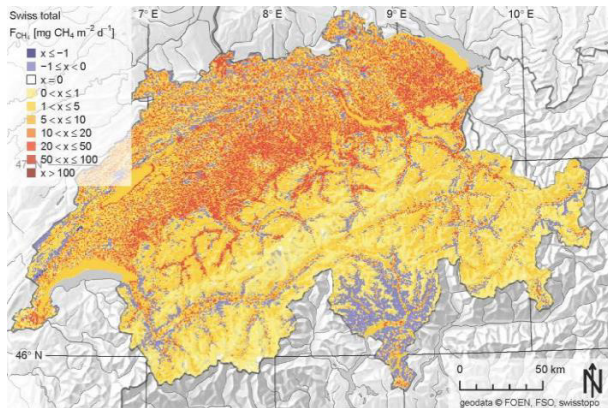 Swiss total
7° E
8° E
9° E
10° E
F_CH₄ [mg CH₄ m⁻² d⁻¹]
x ≤ −1
−1 ≤ x < 0
x = 0
0 < x ≤ 1
1 < x ≤ 5
5 < x ≤ 10
10 < x ≤ 20
20 < x ≤ 50
50 < x ≤ 100
x > 100
47° N
46° N
0 50 km
N
geodata © FOEN, FSO, swisstopo